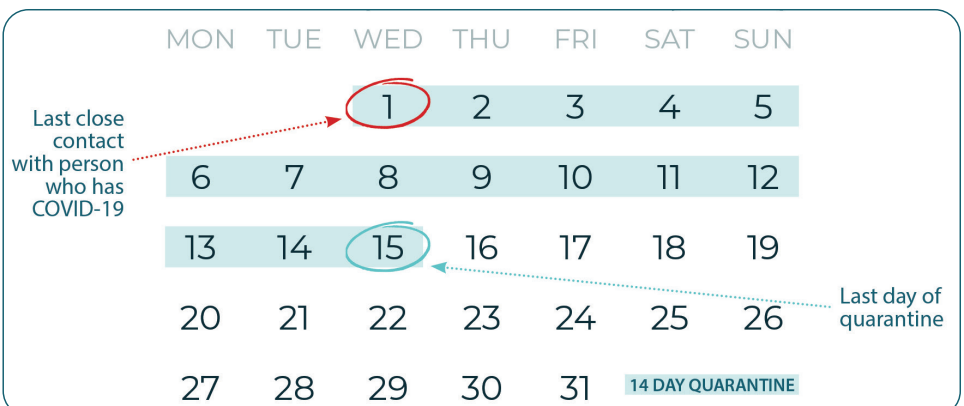 MON TUE WED THU FRI SAT SUN
1 2 3 4 5
Last close
contact
with person
who has
COVID-19
6 7 8 9 10 11 12
13 14 15 16 17 18 19
Last day of
quarantine
20 21 22 23 24 25 26
27 28 29 30 31 14 DAY QUARANTINE